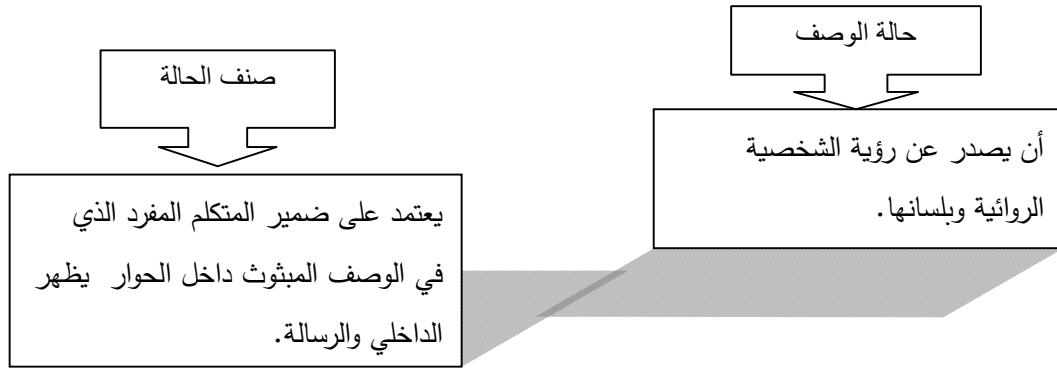 حالة الوصف
أن يصدر عن رؤية الشخصية
الروائية وبلسانها.
صنف الحالة
يعتمد على ضمير المتكلم المفرد الذي
في الوصف المبثوث داخل الحوار يظهر
الداخلي والرسالة.